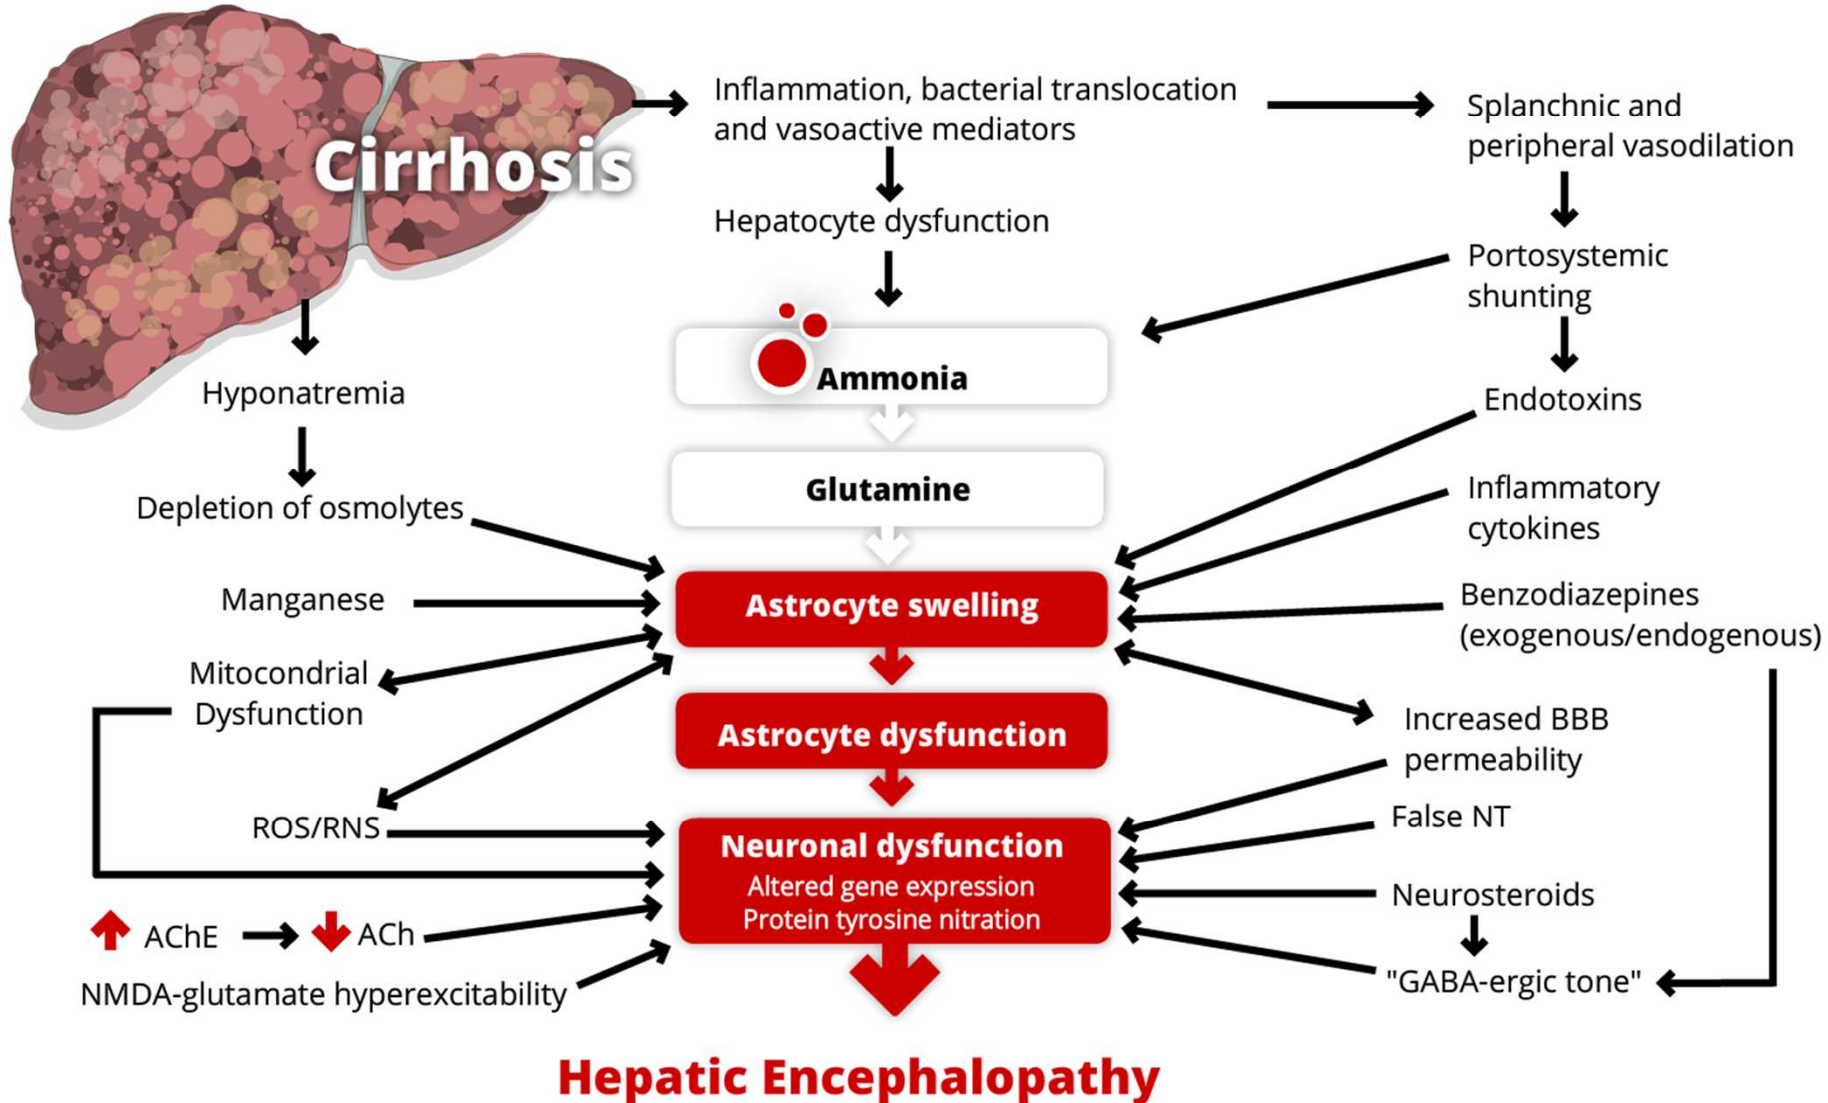 Cirrhosis
Inflammation, bacterial translocation
and vasoactive mediators
Splanchnic and
peripheral vasodilation
Hepatocyte dysfunction
Portosystemic
shunting
Ammonia
Hyponatremia
Endotoxins
Glutamine
Depletion of osmolytes
Inflammatory
cytokines
Astrocyte swelling
Manganese
Benzodiazepines
(exogenous/endogenous)
Mitocondrial
Dysfunction
Astrocyte dysfunction
Increased BBB
permeability
ROS/RNS
False NT
Neuronal dysfunction
Altered gene expression
Protein tyrosine nitration
Neurosteroids
AChE
ACh
NMDA-glutamate hyperexcitability
"GABA-ergic tone"
Hepatic Encephalopathy